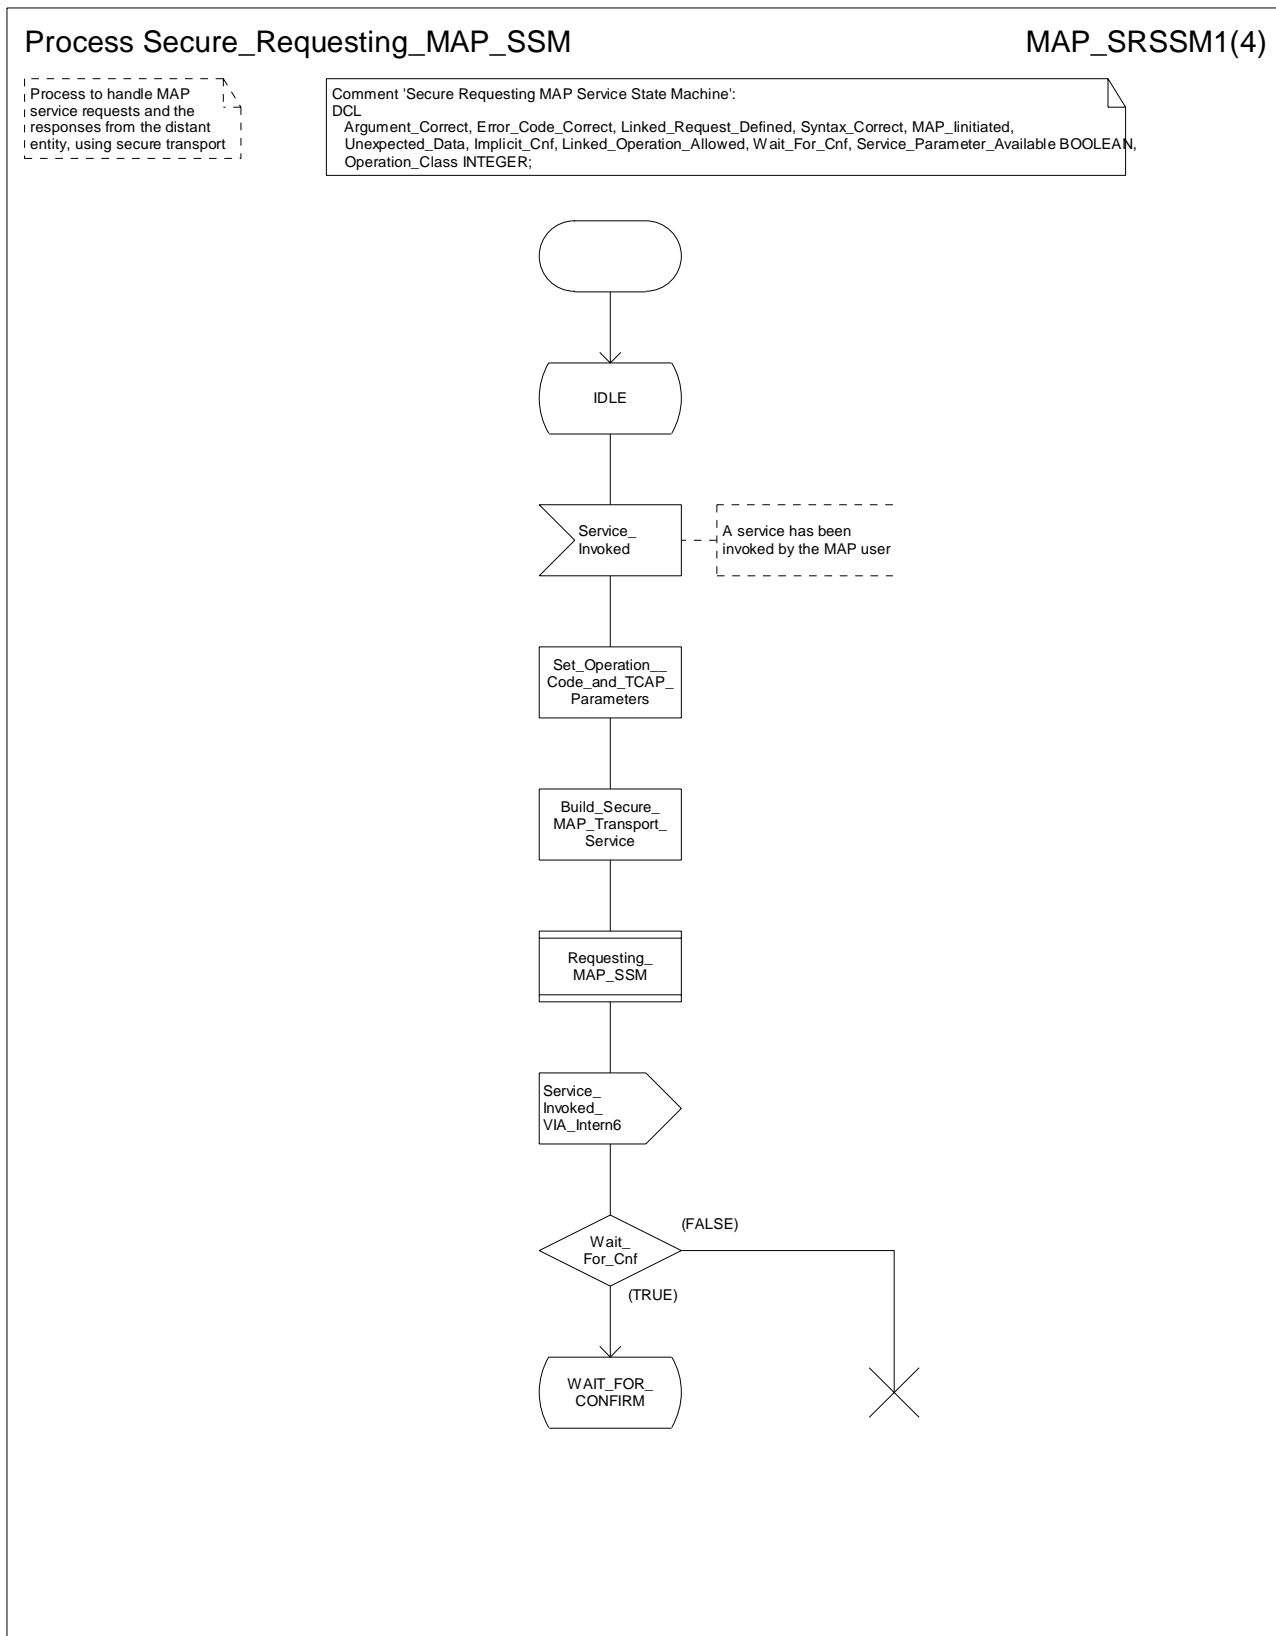 Process Secure_Requesting_MAP_SSM
MAP_SRSSM1(4)
Process to handle MAP
service requests and the
responses from the distant
entity, using secure transport
Comment 'Secure Requesting MAP Service State Machine':
DCL
Argument_Correct, Error_Code_Correct, Linked_Request_Defined, Syntax_Correct, MAP_Iinitiated,
Unexpected_Data, Implicit_Cnf, Linked_Operation_Allowed, Wait_For_Cnf, Service_Parameter_Available BOOLEAN,
Operation_Class INTEGER;
IDLE
Service_
Invoked
A service has been
invoked by the MAP user
Set_Operation__
Code_and_TCAP_
Parameters
Build_Secure_
MAP_Transport_
Service
Requesting_
MAP_SSM
Service_
Invoked_
VIA_Intern6
Wait_
For_Cnf
(FALSE)
(TRUE)
WAIT_FOR_
CONFIRM